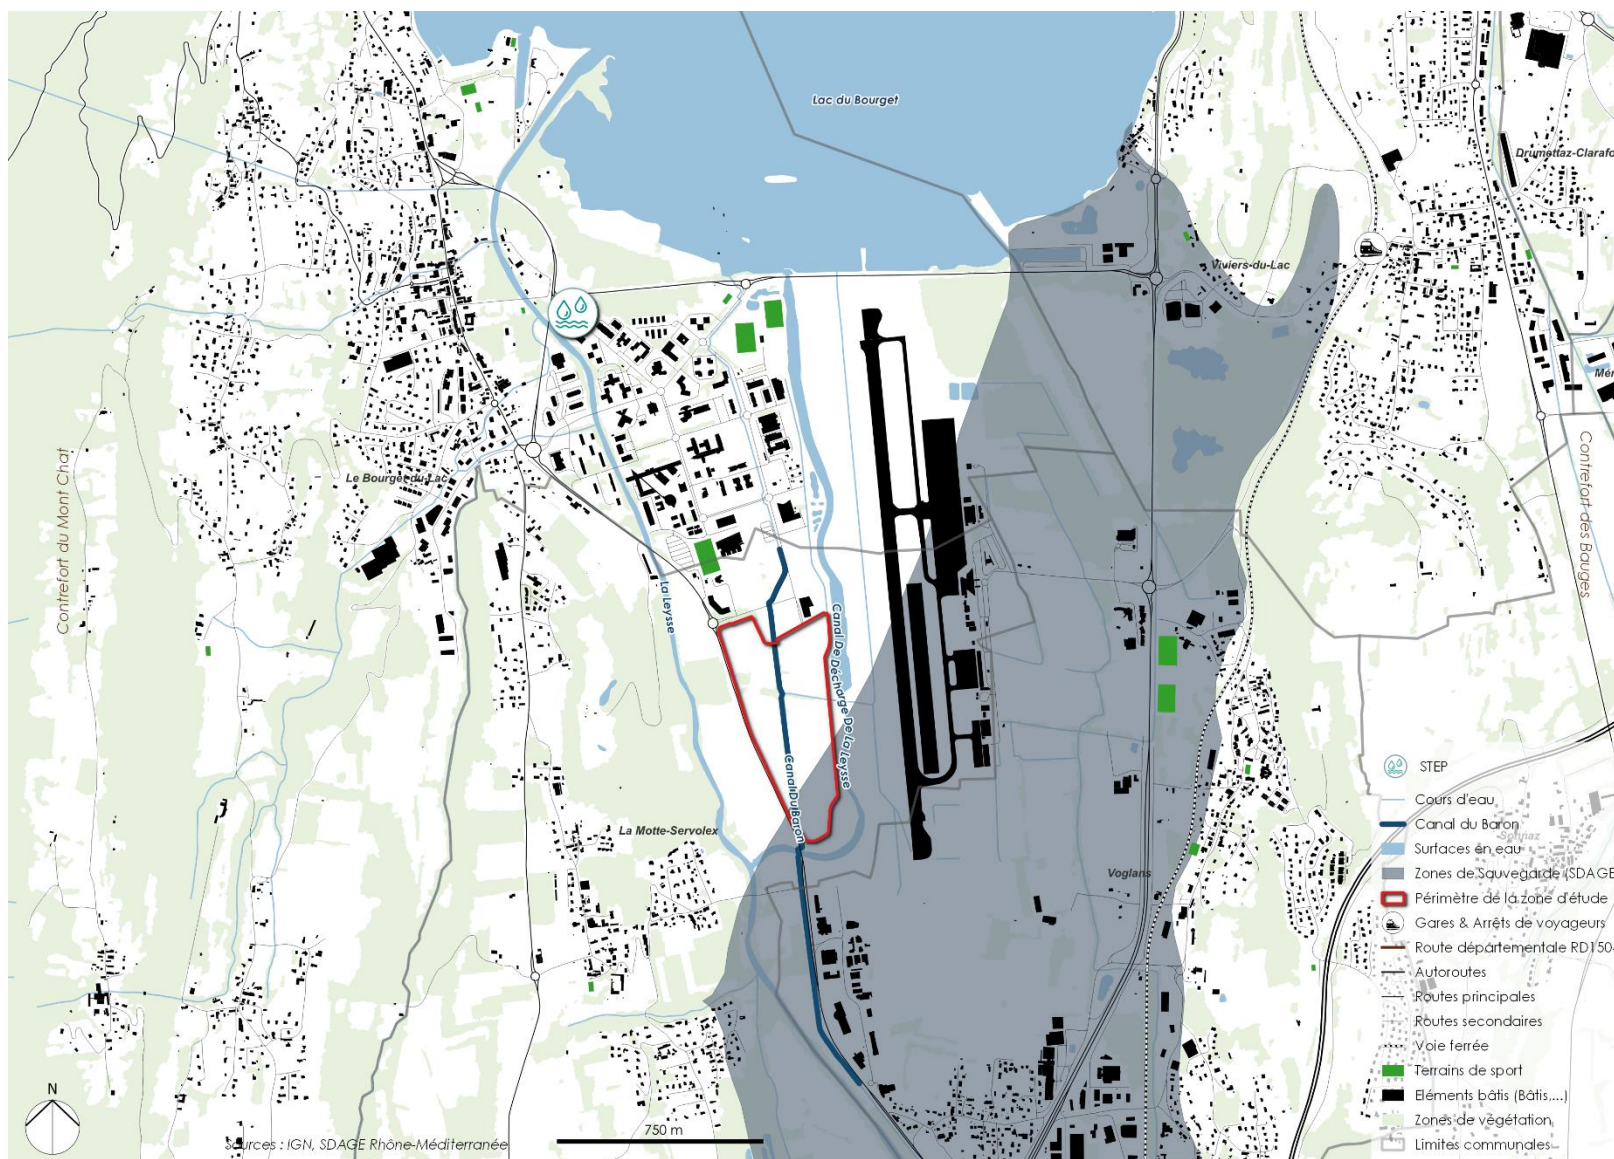 Lac du Bourget
Drumettaz-Clarafo
Viviers-du-Lac
Mér
Le Bourget-du-Lac
Contrefort du Mont Chat
Contrefort des Bauges
La Leysse
Canal De Décharge De La Leysse
Canal Du Baron
La Motte-Servolex
Voglans
Sonnaz
STEP
Cours d'eau
Canal du Baron
Surfaces en eau
Zones de Sauvegarde (SDAGE
Périmètre de la zone d'étude
Gares & Arrêts de voyageurs
Route départementale RD1504
Autoroutes
Routes principales
Routes secondaires
Voie ferrée
Terrains de sport
Eléments bâtis (Bâtis,...)
Zones de végétation
Limites communales
N
750 m
Sources : IGN, SDAGE Rhône-Méditerranée